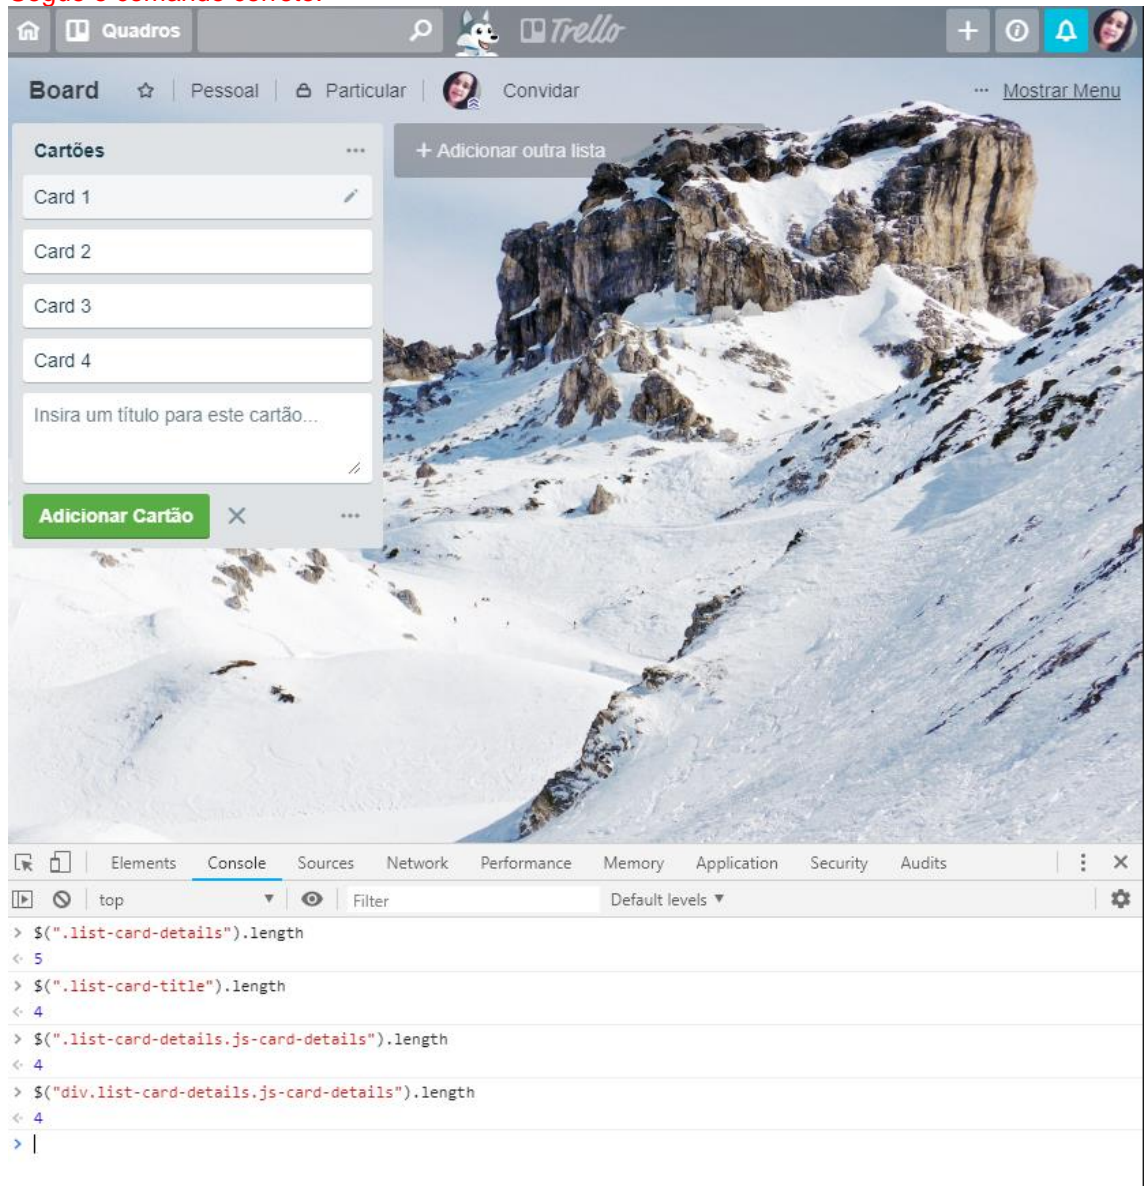 Segue o comando correto:
Quadros
Trello
Board
Pessoal
Particular
Convidar
... Mostrar Menu
Cartões
+ Adicionar outra lista
Card 1
Card 2
Card 3
Card 4
Insira um título para este cartão...
Adicionar Cartão
Elements Console Sources Network Performance Memory Application Security Audits
top
Filter
Default levels ▼
> $(".list-card-details").length
5
> $(".list-card-title").length
4
> $(".list-card-details.js-card-details").length
4
> $("div.list-card-details.js-card-details").length
4
>